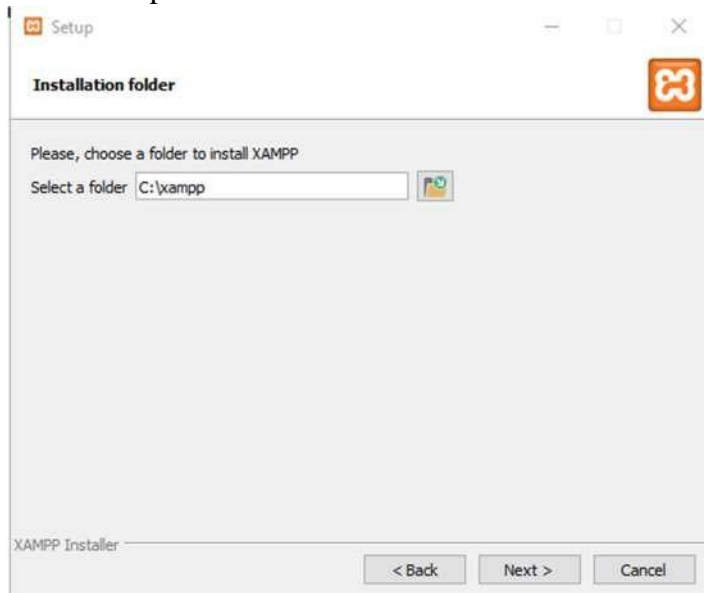 Setup
Installation folder
Please, choose a folder to install XAMPP
Select a folder C:\xampp
XAMPP Installer
< Back Next > Cancel